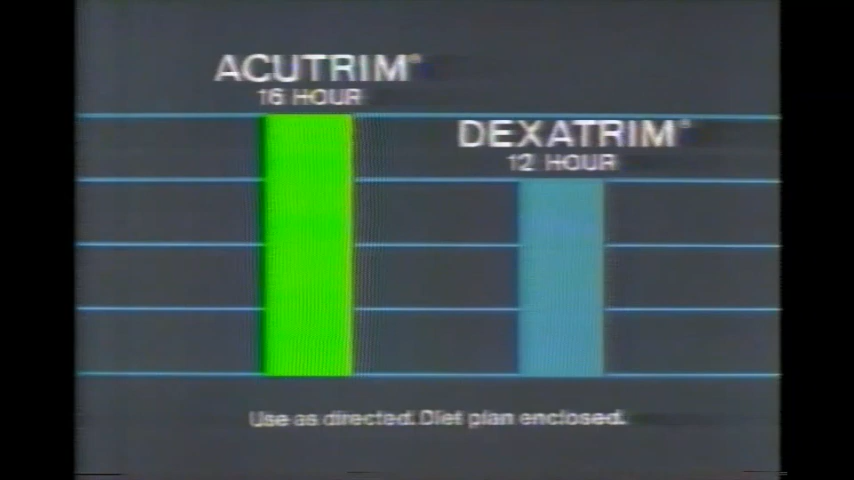 ACUTRIM®
16 HOUR
DEXATRIM®
12 HOUR
Use as directed. Diet plan enclosed.